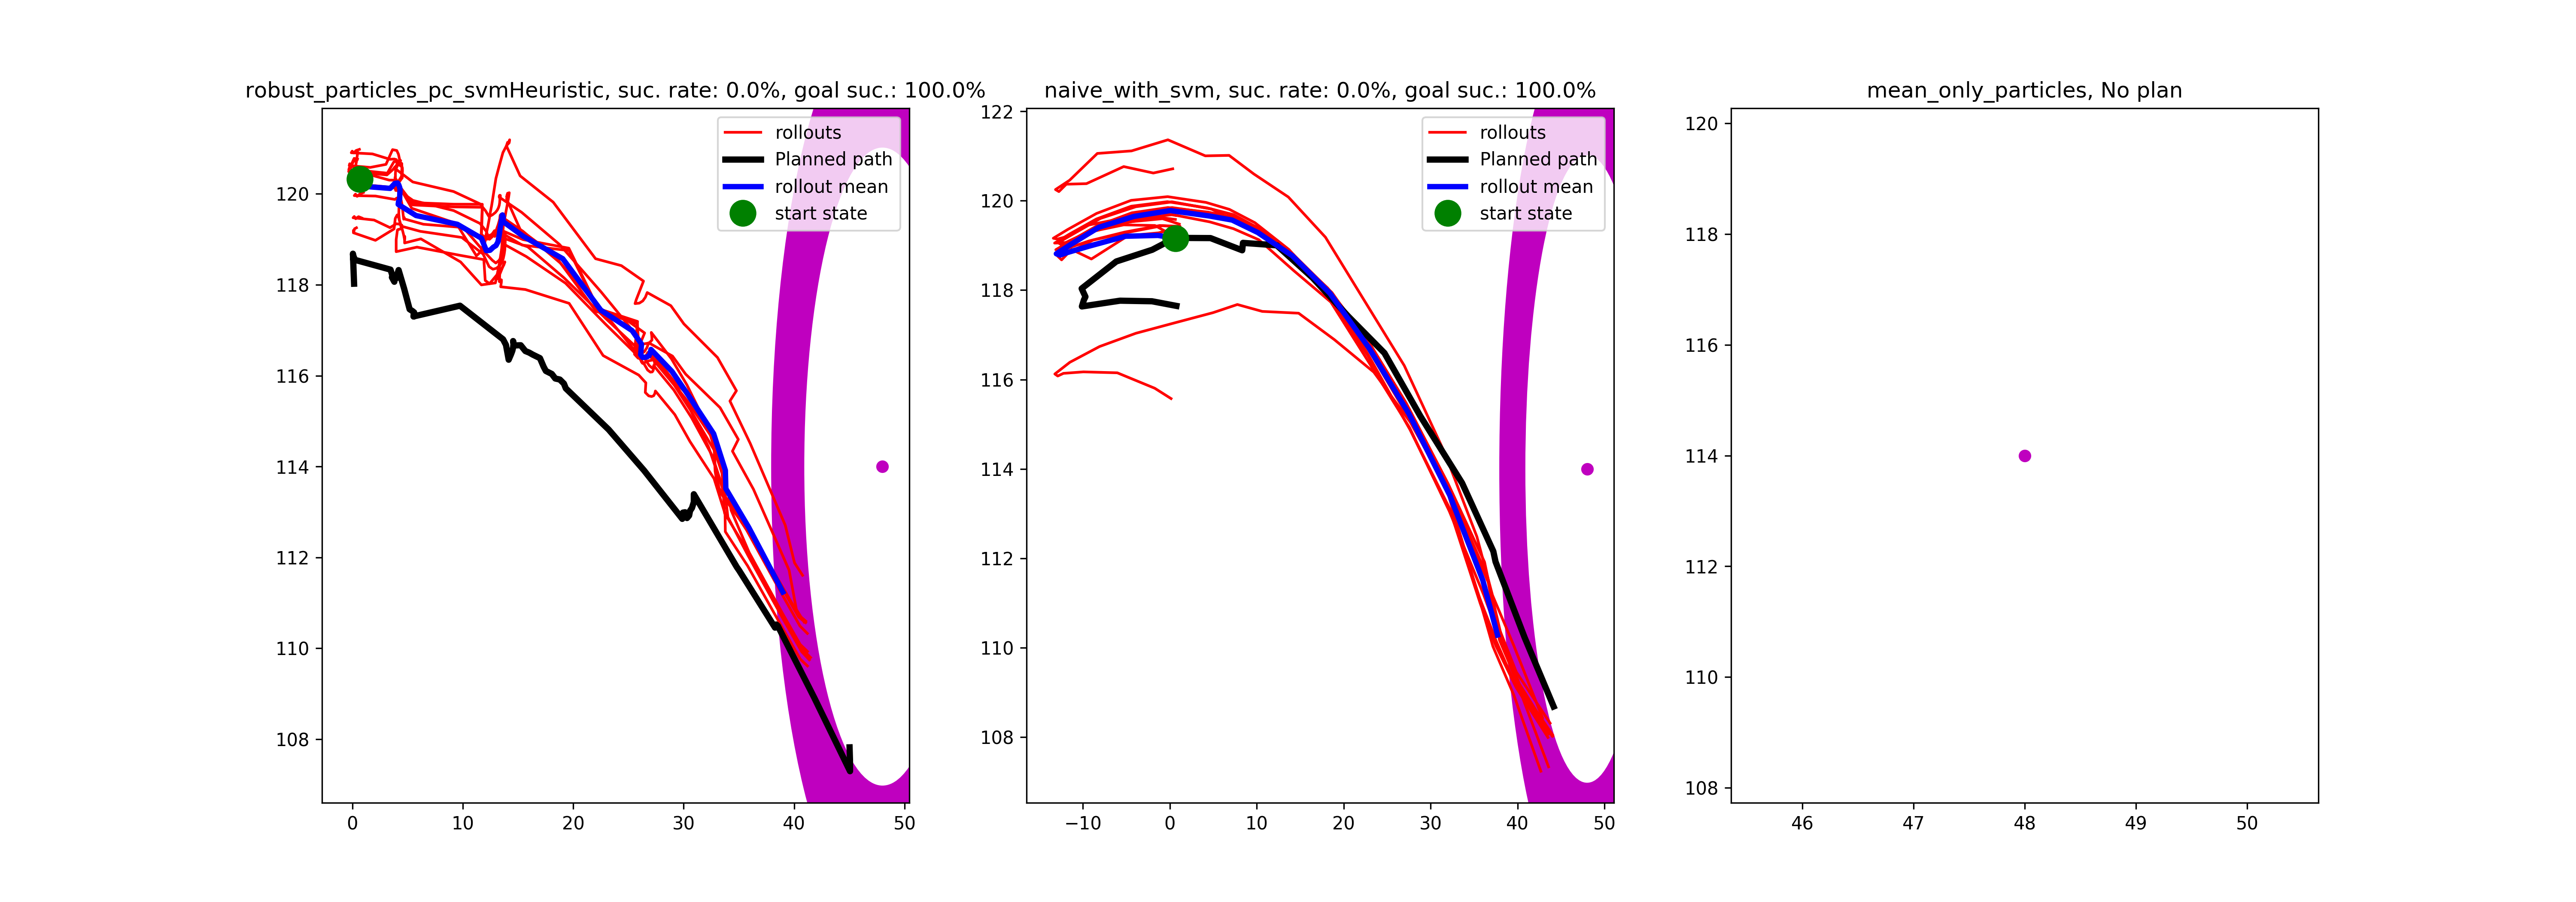 robust_particles_pc_svmHeuristic, suc. rate: 0.0%, goal suc.: 100.0%
rollouts
Planned path
rollout mean
start state
120
118
116
114
112
110
108
0 10 20 30 40 50
naive_with_svm, suc. rate: 0.0%, goal suc.: 100.0%
rollouts
Planned path
rollout mean
start state
122
120
118
116
114
112
110
108
−10 0 10 20 30 40 50
mean_only_particles, No plan
120
118
116
114
112
110
108
46 47 48 49 50